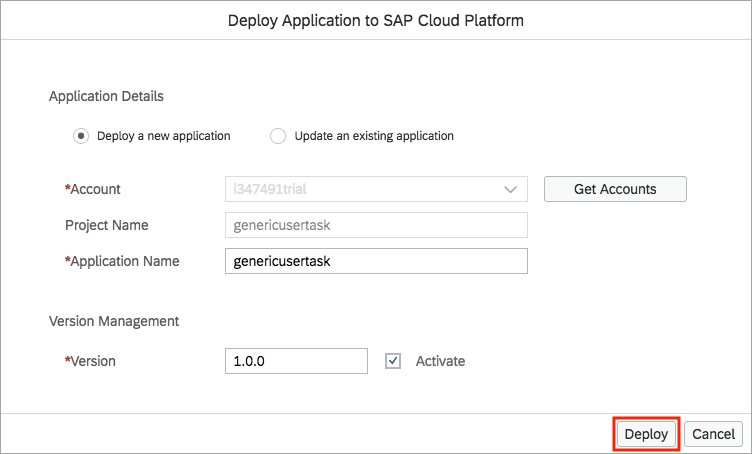 Deploy Application to SAP Cloud Platform
Application Details
Deploy a new application Update an existing application
*Account i347491trial Get Accounts
Project Name genericusertask
*Application Name genericusertask
Version Management
*Version 1.0.0 Activate
Deploy Cancel